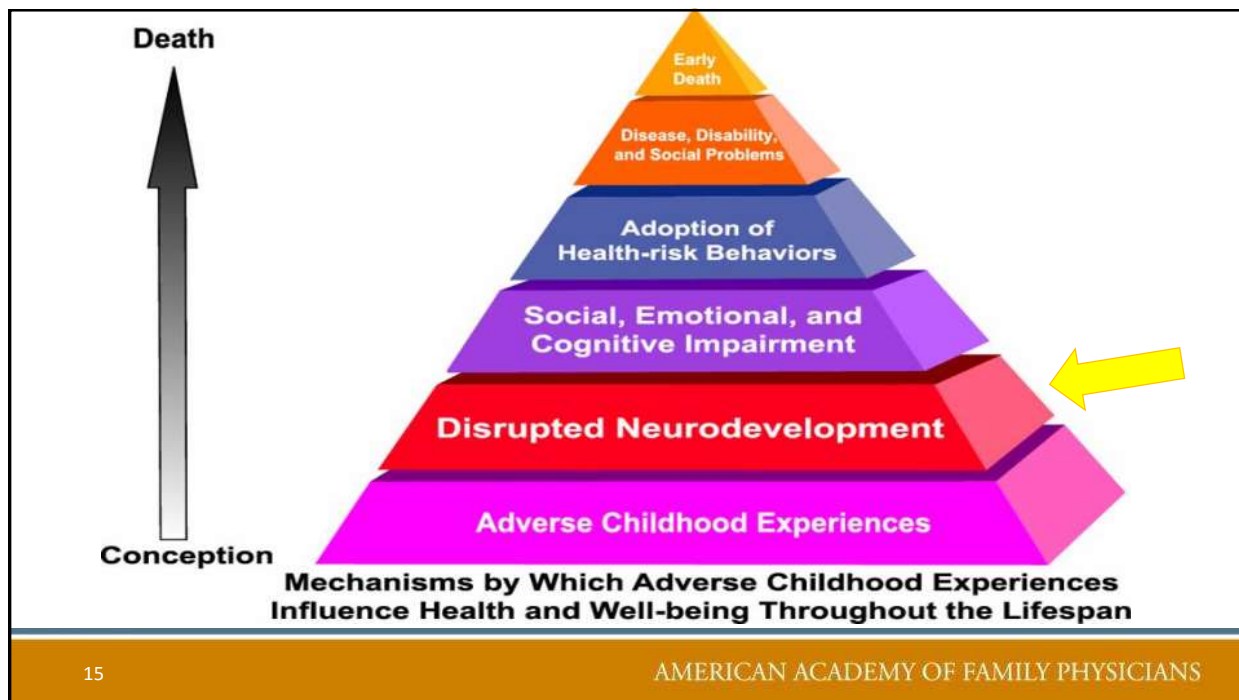 Death
Early
Death
Disease, Disability,
and Social Problems
Adoption of
Health-risk Behaviors
Social, Emotional, and
Cognitive Impairment
Disrupted Neurodevelopment
Adverse Childhood Experiences
Conception
Mechanisms by Which Adverse Childhood Experiences
Influence Health and Well-being Throughout the Lifespan
15
AMERICAN ACADEMY OF FAMILY PHYSICIANS